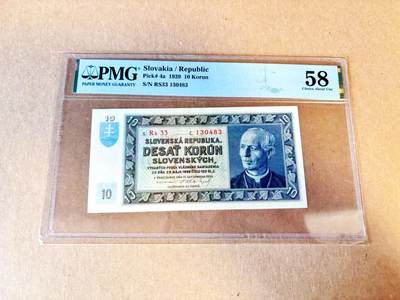 PMG
PAPER MONEY GUARANTY
Slovakia / Republic
Pick# 4a 1939 10 Korun
S/N RS33 130483
58
Choice About Unc
10
S. Rs 33 Č. 130483
SLOVENSKÁ REPUBLIKA
DESAŤ KORÚN
SLOVENSKÝCH,
10